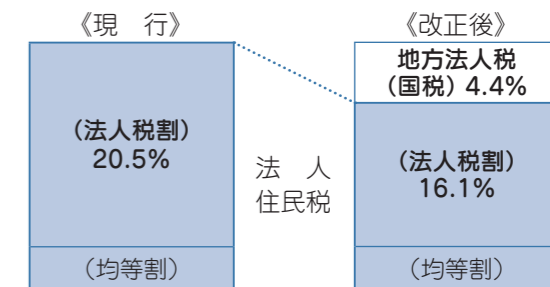 《現　行》
(法人税割)
20.5%
(均等割)
法　人
住民税
《改正後》
地方法人税
(国税) 4.4%
(法人税割)
16.1%
(均等割)